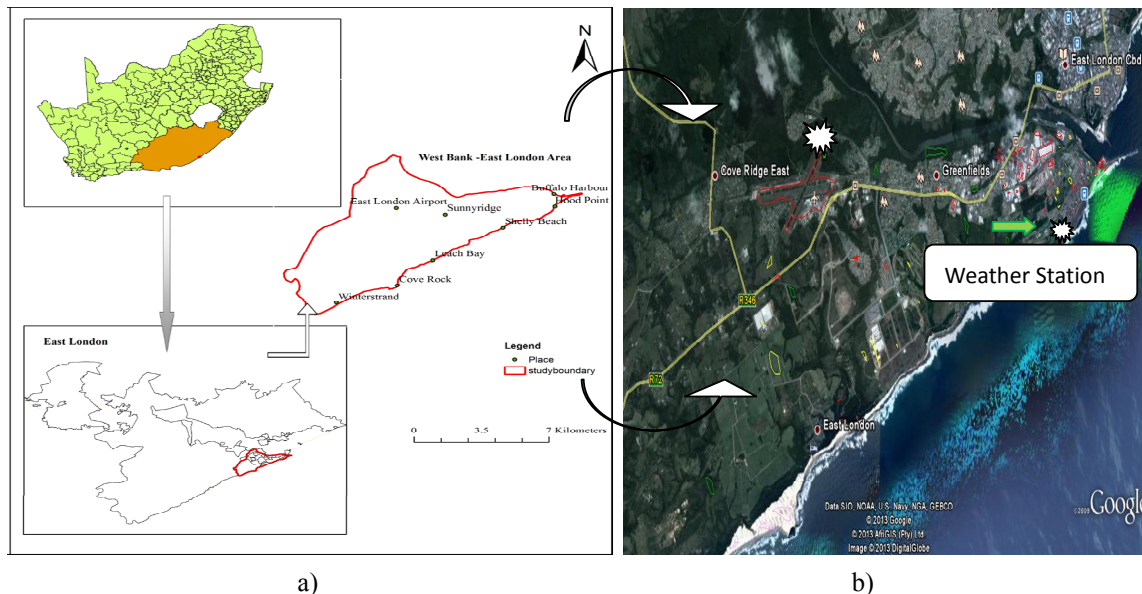 West Bank -East London Area
Buffalo Harbour
East London Airport
Hood Point
Sunnyridge
Shelly Beach
Leach Bay
Cove Rock
Winterstrand
East London
Legend
Place
studyboundary
0 3.5 7 Kilometers
N
a)
East London Cbd
Cove Ridge East
Greenfields
Weather Station
R346
R72
East London
Data SIO, NOAA, U.S. Navy, NGA, GEBCO
© 2013 Google
© 2013 AfriGIS (Pty) Ltd.
Image © 2013 DigitalGlobe
©2009
Google
b)